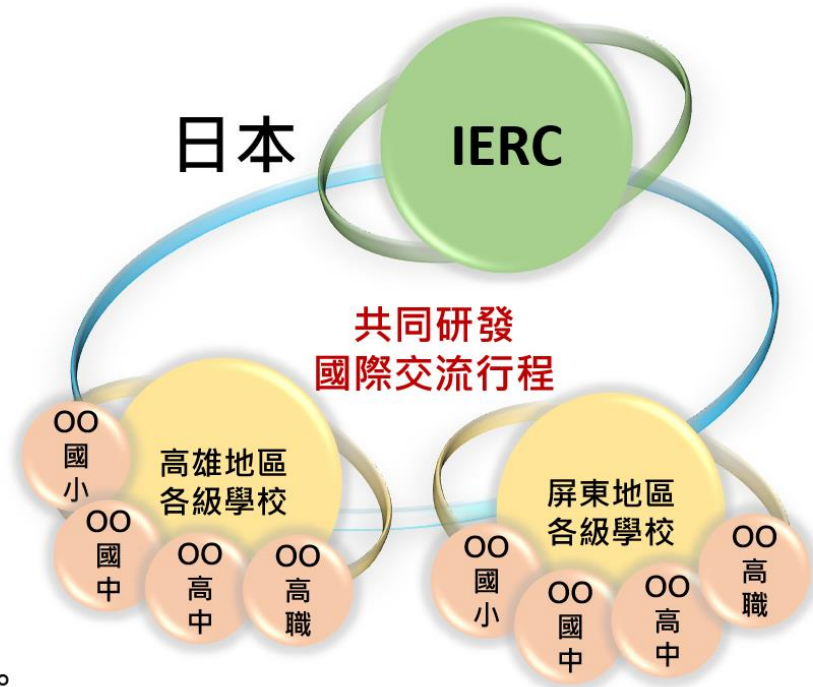 日本
IERC
共同研發
國際交流行程
高雄地區
各級學校
OO
國
小
OO
國
中
OO
高
中
OO
高
職
屏東地區
各級學校
OO
國
小
OO
國
中
OO
高
中
OO
高
職
。